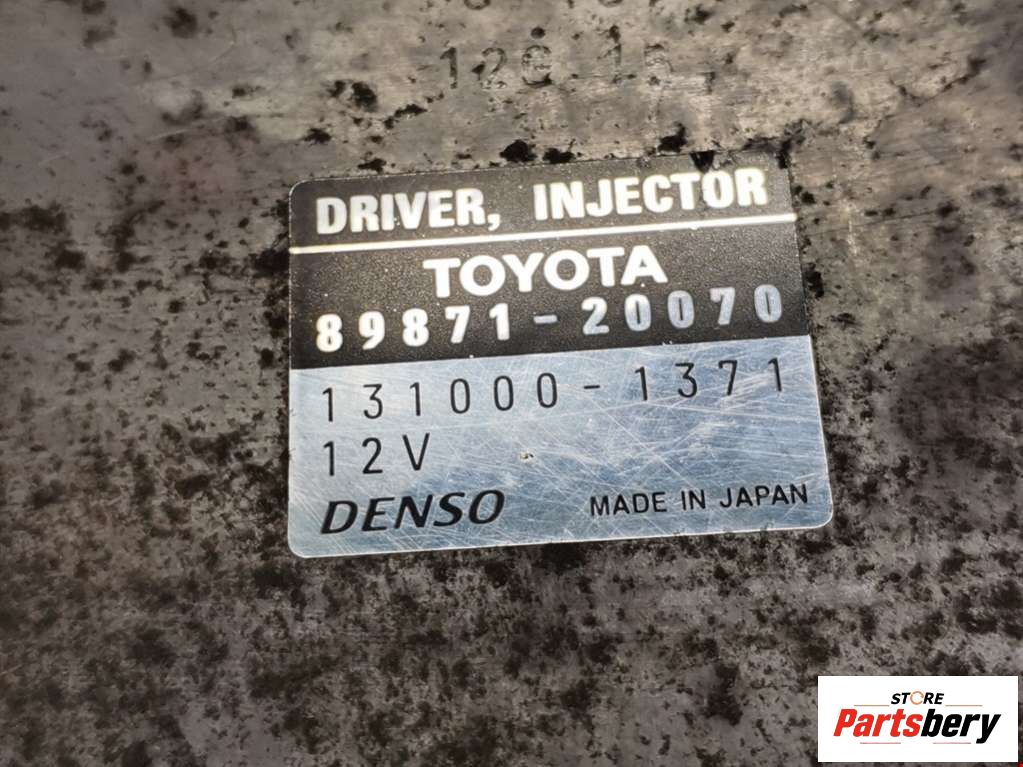 DRIVER, INJECTOR
TOYOTA
89871-20070
131000-1371
12V
DENSO MADE IN JAPAN
STORE
Partsbery